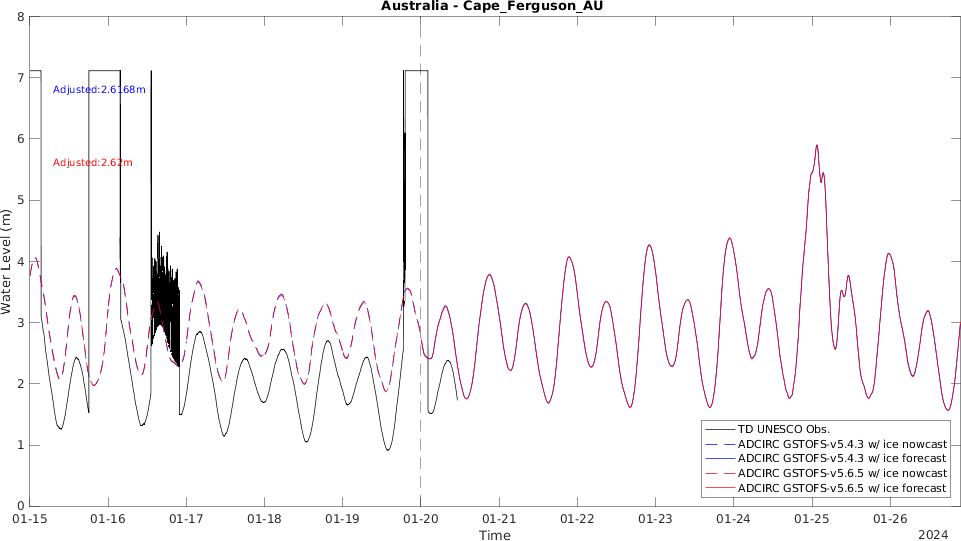 Australia - Cape_Ferguson_AU
8
7
6
5
4
3
2
1
0
Water Level (m)
Adjusted:2.6168m
Adjusted:2.62m
TD UNESCO Obs.
ADCIRC GSTOFS-v5.4.3 w/ ice nowcast
ADCIRC GSTOFS-v5.4.3 w/ ice forecast
ADCIRC GSTOFS-v5.6.5 w/ ice nowcast
ADCIRC GSTOFS-v5.6.5 w/ ice forecast
01-15 01-16 01-17 01-18 01-19 01-20 01-21 01-22 01-23 01-24 01-25 01-26
Time
2024